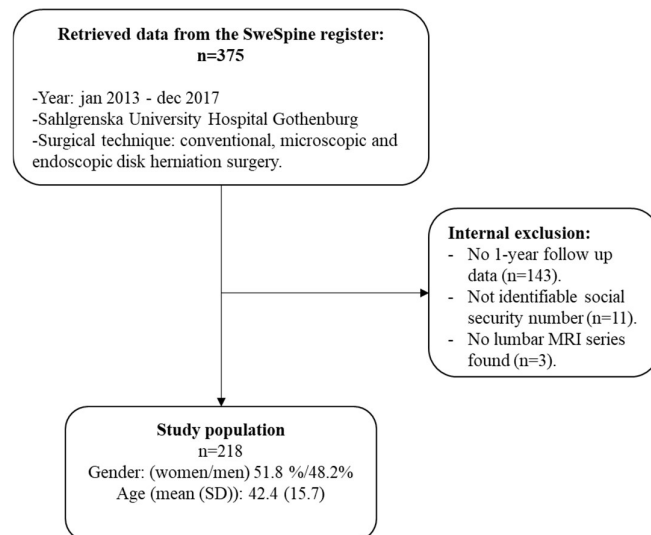 Retrieved data from the SweSpine register:
n=375
-Year: jan 2013 - dec 2017
-Sahlgrenska University Hospital Gothenburg
-Surgical technique: conventional, microscopic and
endoscopic disk herniation surgery.
Internal exclusion:
- No 1-year follow up
data (n=143).
- Not identifiable social
security number (n=11).
- No lumbar MRI series
found (n=3).
Study population
n=218
Gender: (women/men) 51.8 %/48.2%
Age (mean (SD)): 42.4 (15.7)